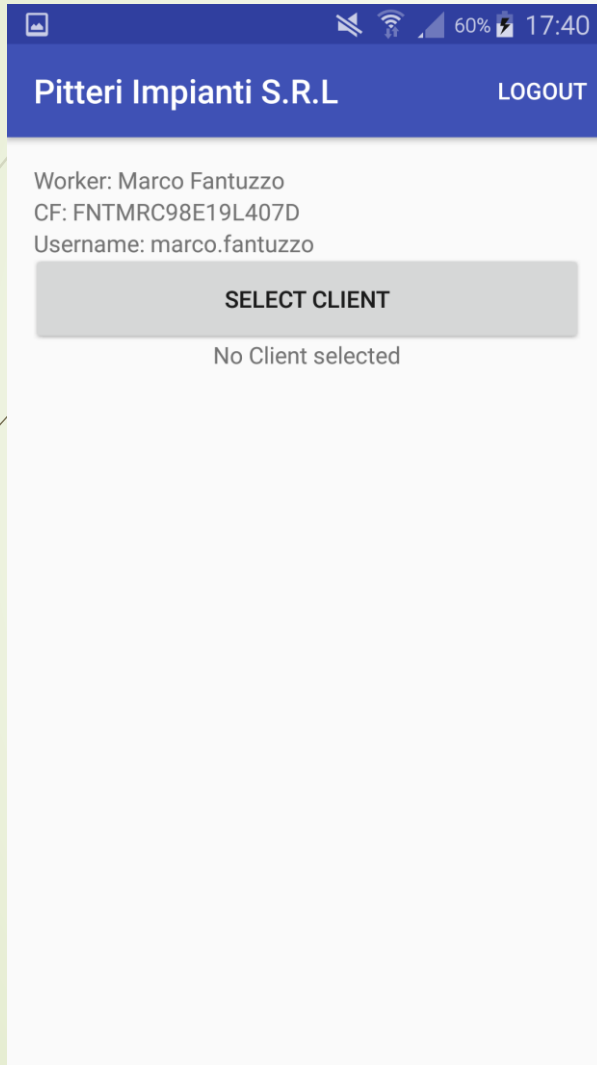 60% 17:40
Pitteri Impianti S.R.L LOGOUT
Worker: Marco Fantuzzo
CF: FNTMRC98E19L407D
Username: marco.fantuzzo
SELECT CLIENT
No Client selected